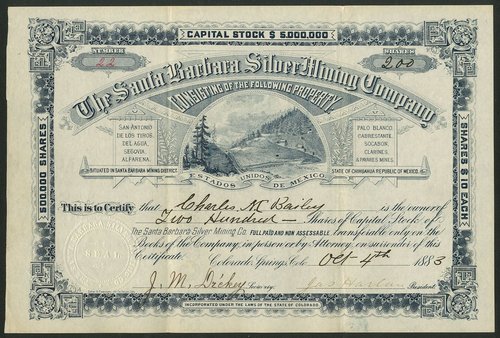 CAPITAL STOCK $ 5,000,000
NUMBER
22
SHARES
200
The Santa Barbara Silver Mining Company
CONSISTING OF THE FOLLOWING PROPERTY
SAN ANTONIO
DE LOS TIROS,
DEL AGUA,
SEGOVIA,
ALFARENA.
PALO BLANCO,
CABRESTANTE,
SOCABON,
CLARINES,
& PRIMES MINES.
SITUATED IN SANTA BARBARA MINING DISTRICT.
STATE OF CHIHUAHUA REPUBLIC OF MEXICO.
ESTADOS UNIDOS DE MEXICO.
500,000 SHARES
SHARES $ 10 EACH
This is to Certify that Charles M. Bailey is the owner of
Two Hundred — Shares of Capital Stock of
The Santa Barbara Silver Mining Co. FULL PAID AND NON ASSESSABLE, transferable only on the
Books of the Company, in person or by Attorney, on surrender of this
Certificate. Colorado Springs, Colo. Oct 4th 1883
SEAL
J. M. Dickey Secretary.
Jas Harlan President.
INCORPORATED UNDER THE LAWS OF THE STATE OF COLORADO